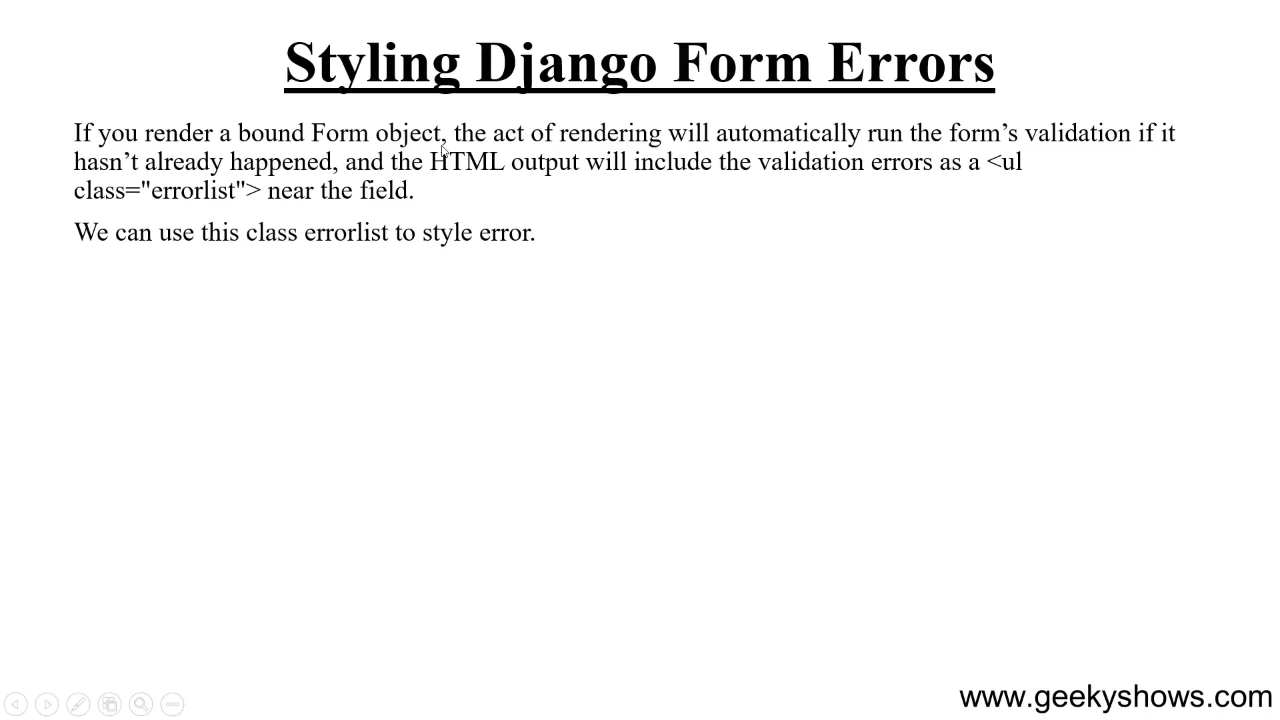 Styling Django Form Errors
If you render a bound Form object, the act of rendering will automatically run the form’s validation if it
hasn’t already happened, and the HTML output will include the validation errors as a <ul
class="errorlist"> near the field.
We can use this class errorlist to style error.
www.geekyshows.com